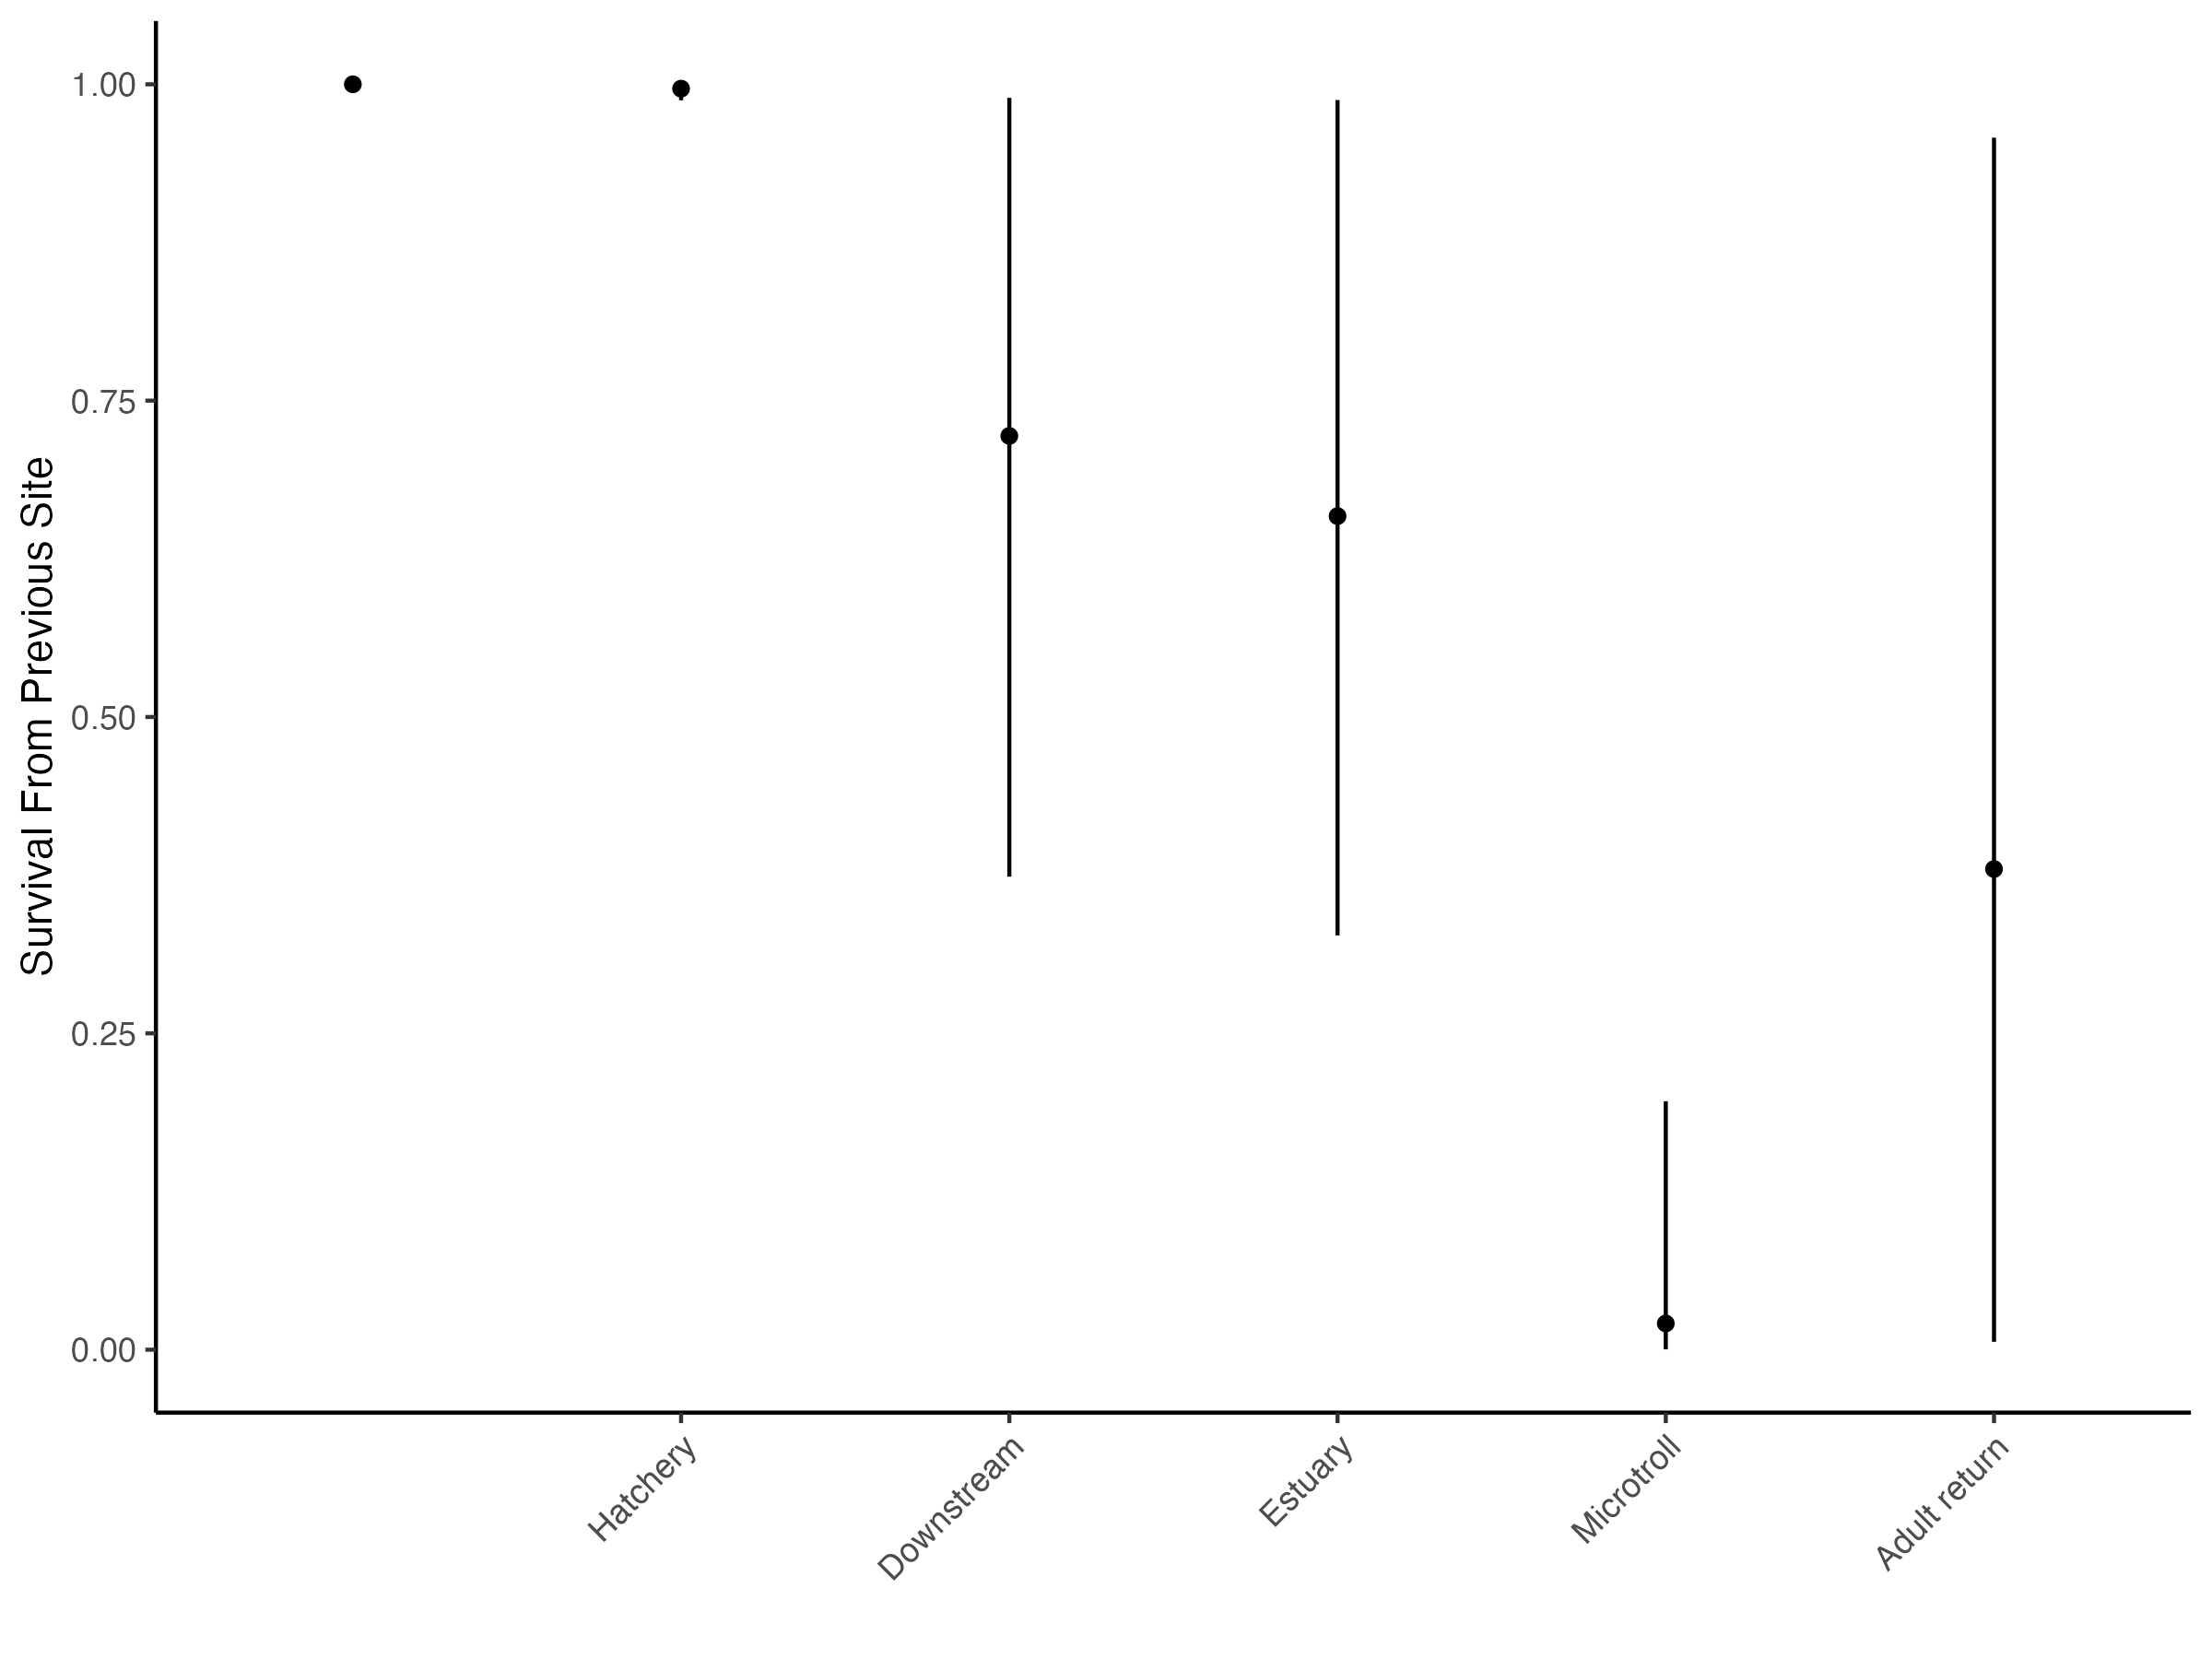 Survival From Previous Site
1.00
0.75
0.50
0.25
0.00
Hatchery
Downstream
Estuary
Microtroll
Adult return